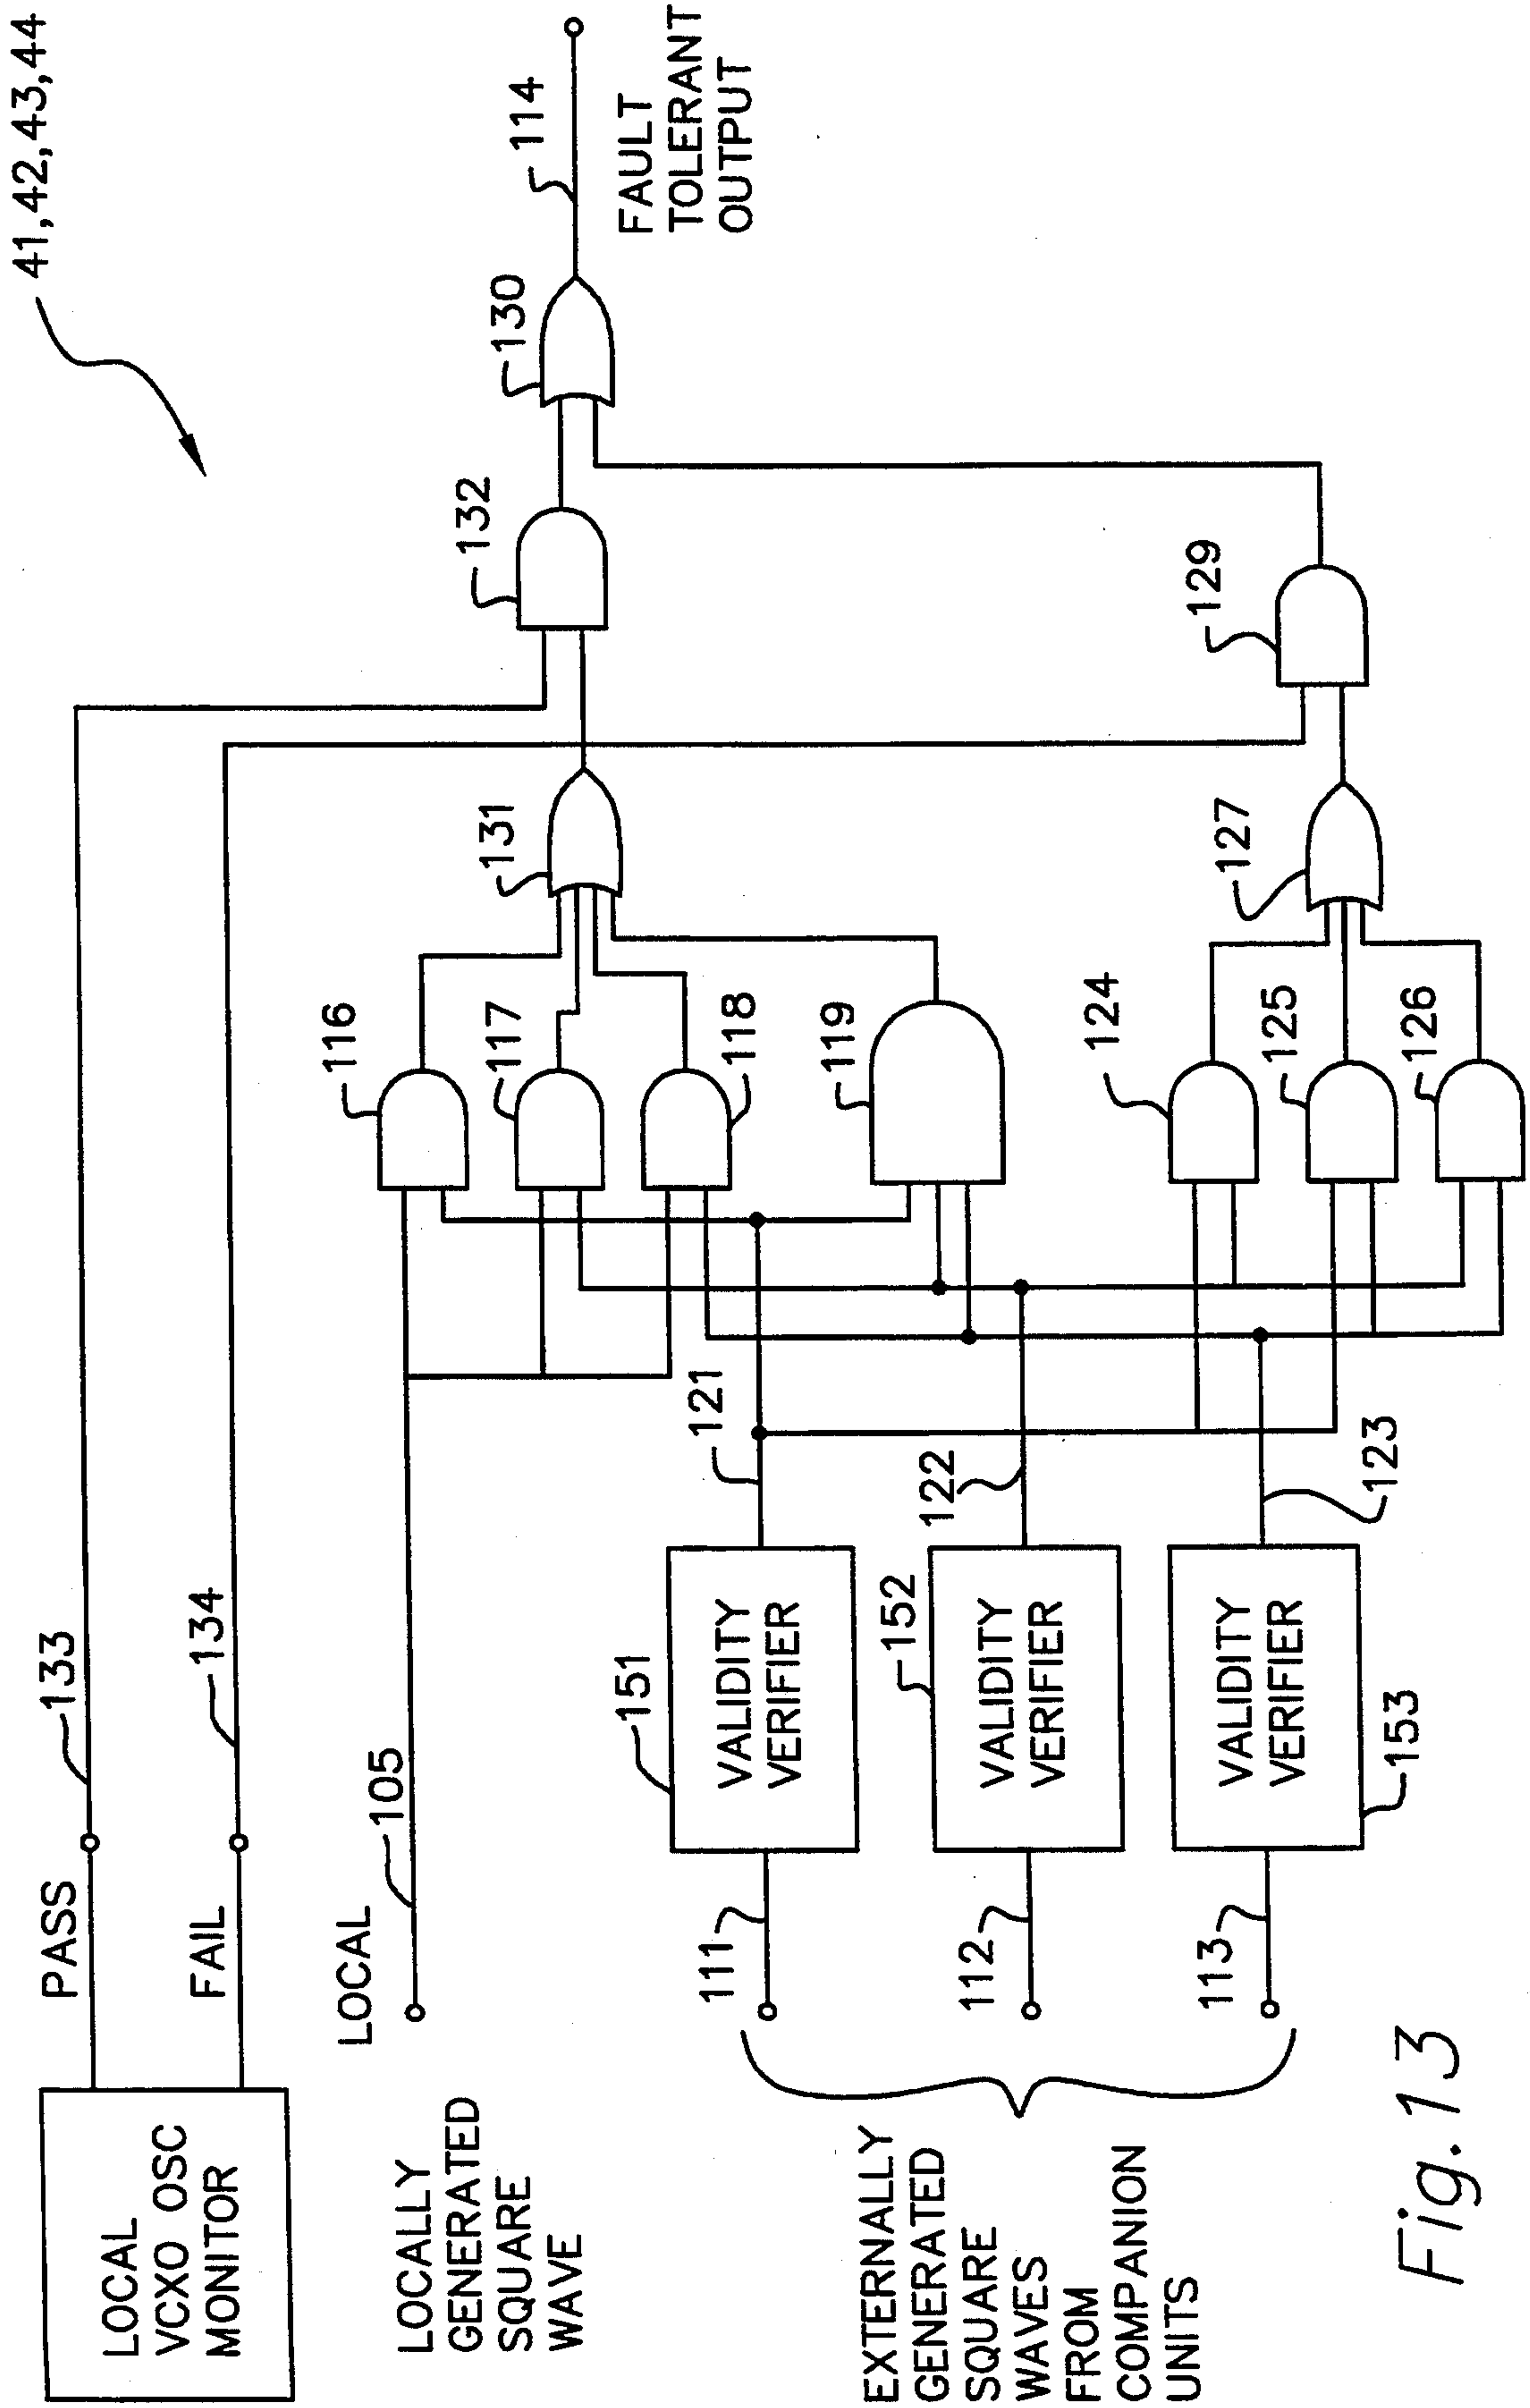 41,42,43,44
LOCAL
VCXO OSC
MONITOR
PASS
133
FAIL
134
LOCALLY
GENERATED
SQUARE
WAVE
LOCAL
105
EXTERNALLY
GENERATED
SQUARE
WAVES
FROM
COMPANION
UNITS
111
112
113
151
VALIDITY
VERIFIER
152
VALIDITY
VERIFIER
153
VALIDITY
VERIFIER
121
122
123
116
117
118
119
124
125
126
131
127
132
129
130
114
FAULT
TOLERANT
OUTPUT
Fig.13